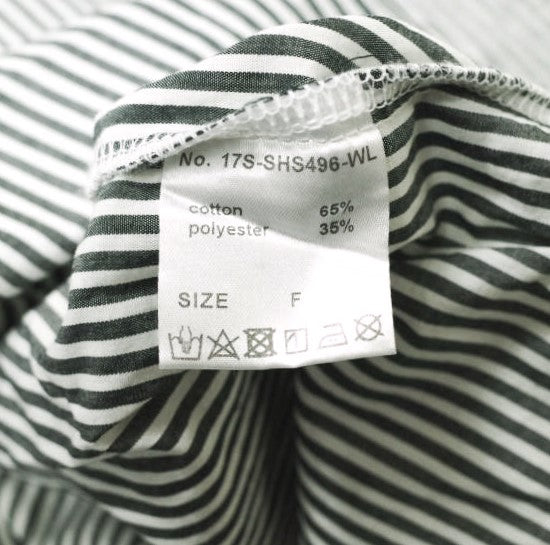 No. 17S-SHS496-WL
cotton 65%
polyester 35%
SIZE F